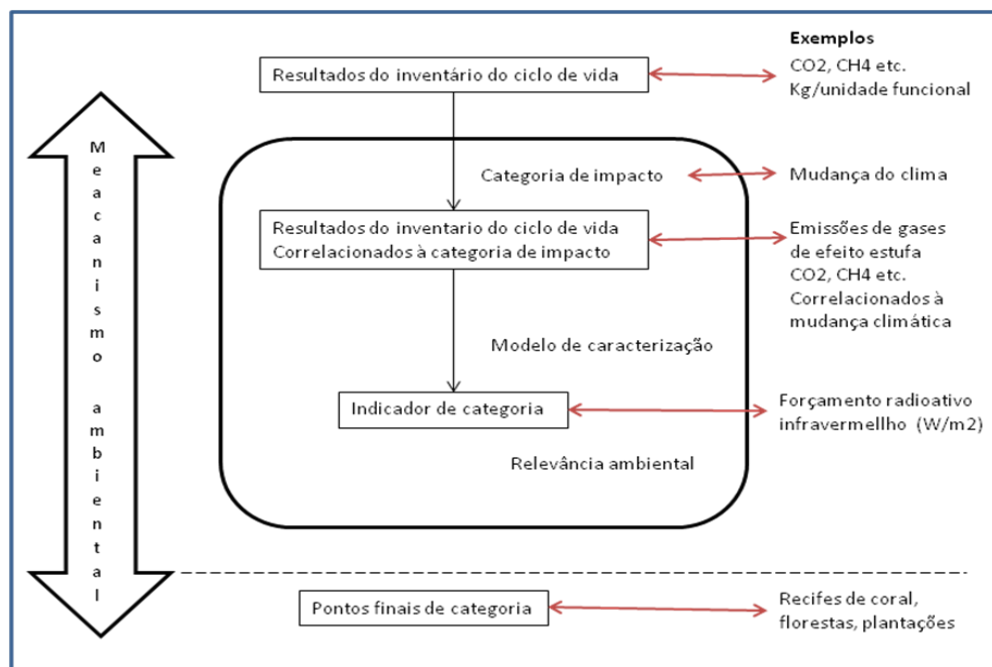 Exemplos
Resultados do inventário do ciclo de vida
CO2, CH4 etc.
Kg/unidade funcional
Meacanismo ambiental
Categoria de impacto
Mudança do clima
Resultados do inventario do ciclo de vida
Correlacionados à categoria de impacto
Emissões de gases
de efeito estufa
CO2, CH4 etc.
Correlacionados à
mudança climática
Modelo de caracterização
Indicador de categoria
Forçamento radioativo
infravermellho (W/m2)
Relevância ambiental
Pontos finais de categoria
Recifes de coral,
florestas, plantações